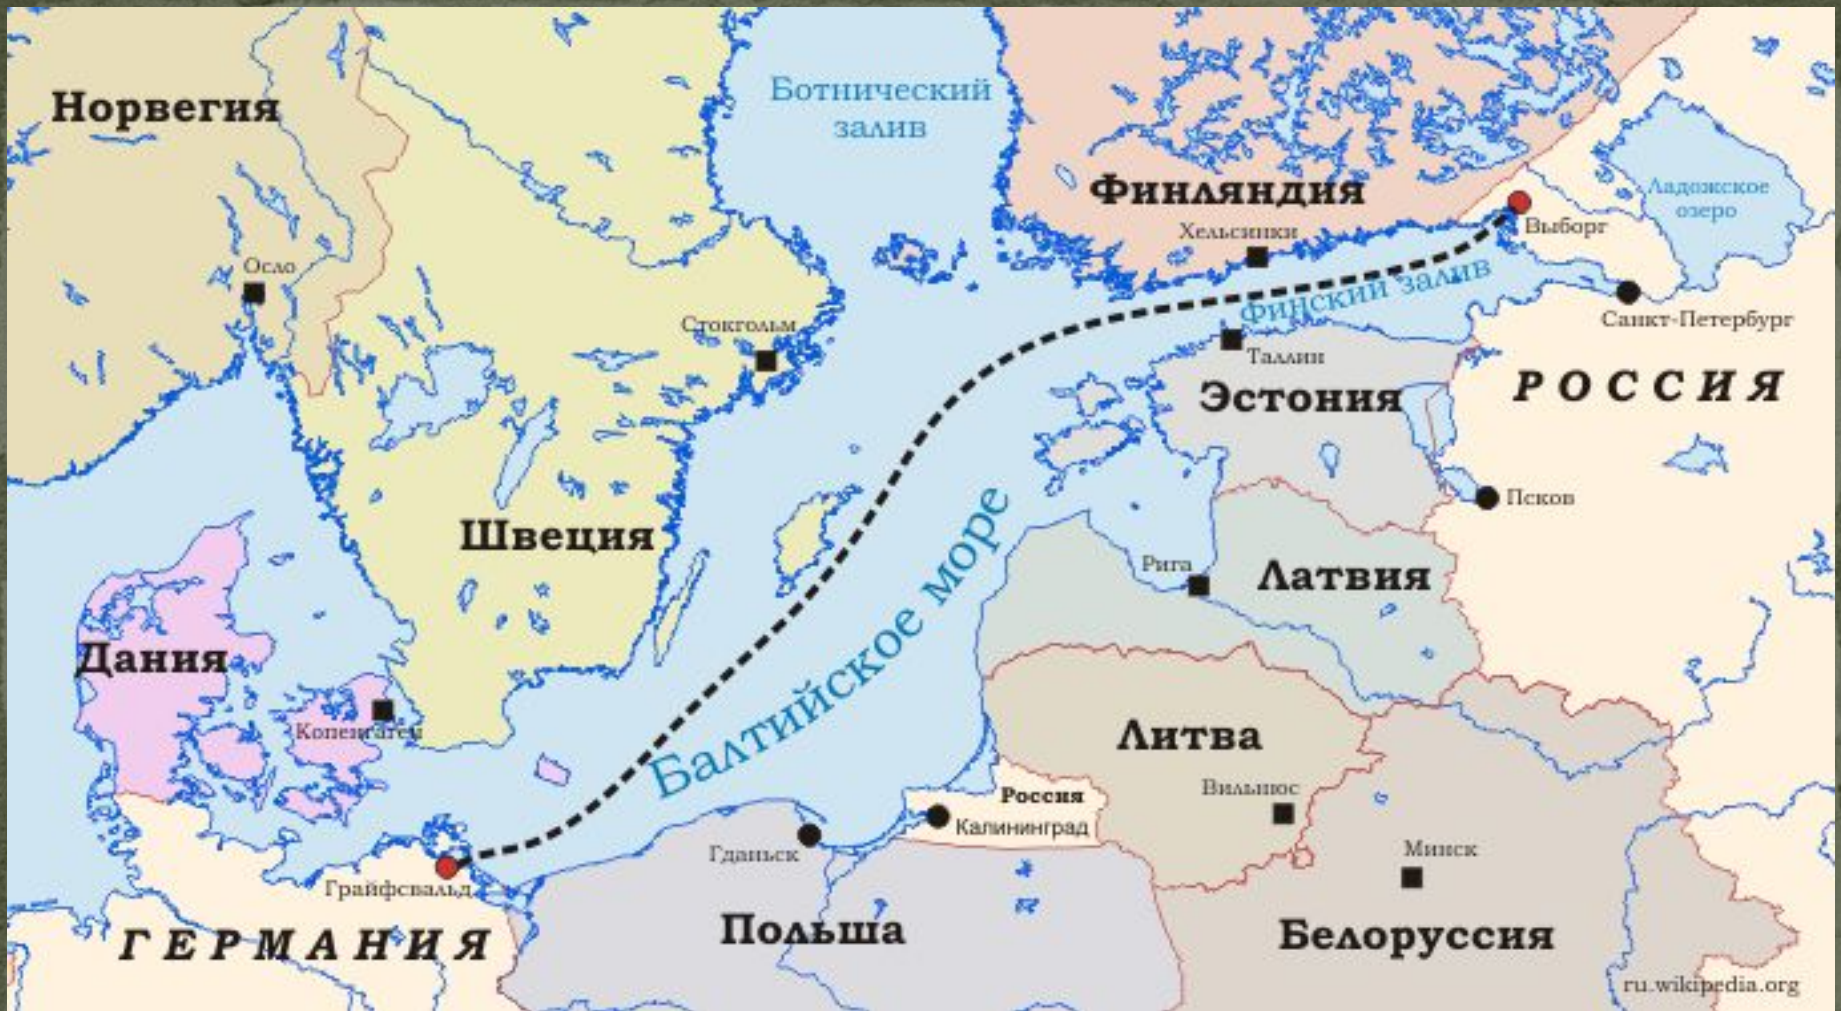 Норвегия
Ботнический
залив
Финляндия
Ладожское
озеро
Выборг
Хельсинки
Осло
Финский залив
Санкт-Петербург
Стокгольм
Таллин
РОССИЯ
Эстония
Псков
Швеция
Балтийское море
Рига
Латвия
Дания
Копенгаген
Литва
Вильнюс
Россия
Калининград
Гданьск
Минск
Грайфсвальд
ГЕРМАНИЯ
Польша
Белоруссия
ru.wikipedia.org